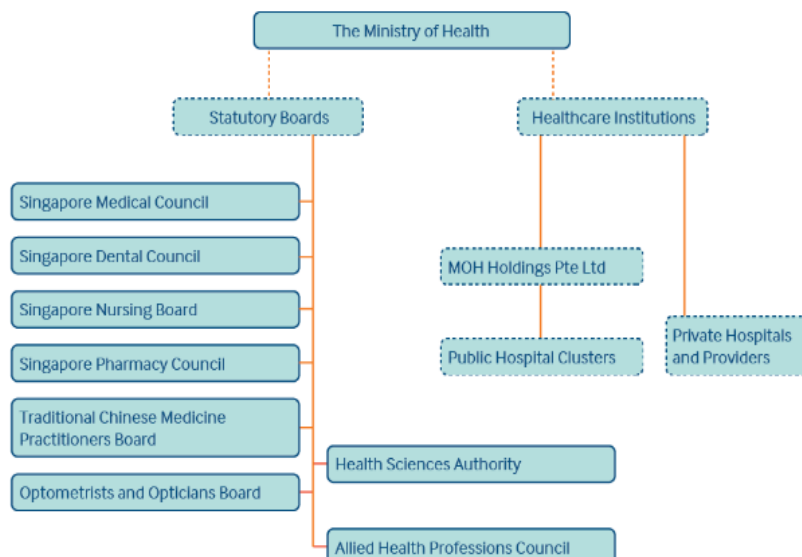 The Ministry of Health
Statutory Boards
Healthcare Institutions
Singapore Medical Council
Singapore Dental Council
Singapore Nursing Board
Singapore Pharmacy Council
Traditional Chinese Medicine
Practitioners Board
Optometrists and Opticians Board
Health Sciences Authority
Allied Health Professions Council
MOH Holdings Pte Ltd
Public Hospital Clusters
Private Hospitals
and Providers